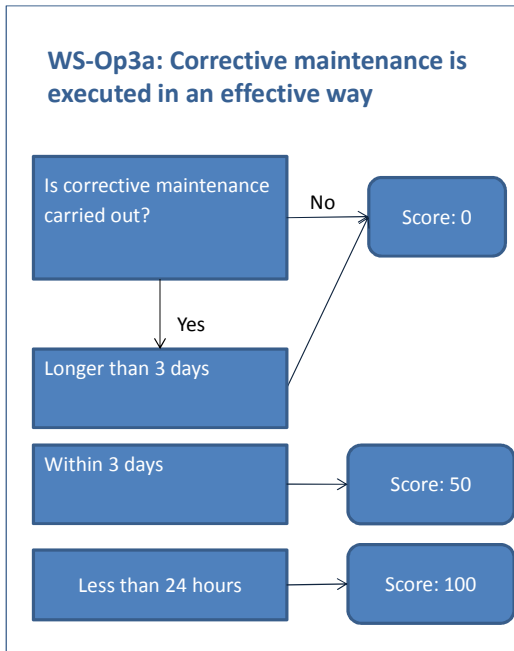 WS-Op3a: Corrective maintenance is
executed in an effective way
Is corrective maintenance
carried out?
No
Score: 0
Yes
Longer than 3 days
Within 3 days
Score: 50
Less than 24 hours
Score: 100